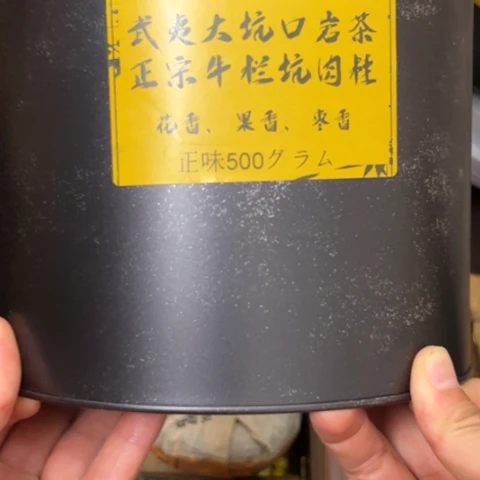 武夷大坑口岩茶
正宗牛栏坑肉桂
花香、果香、枣香
正味500グラム